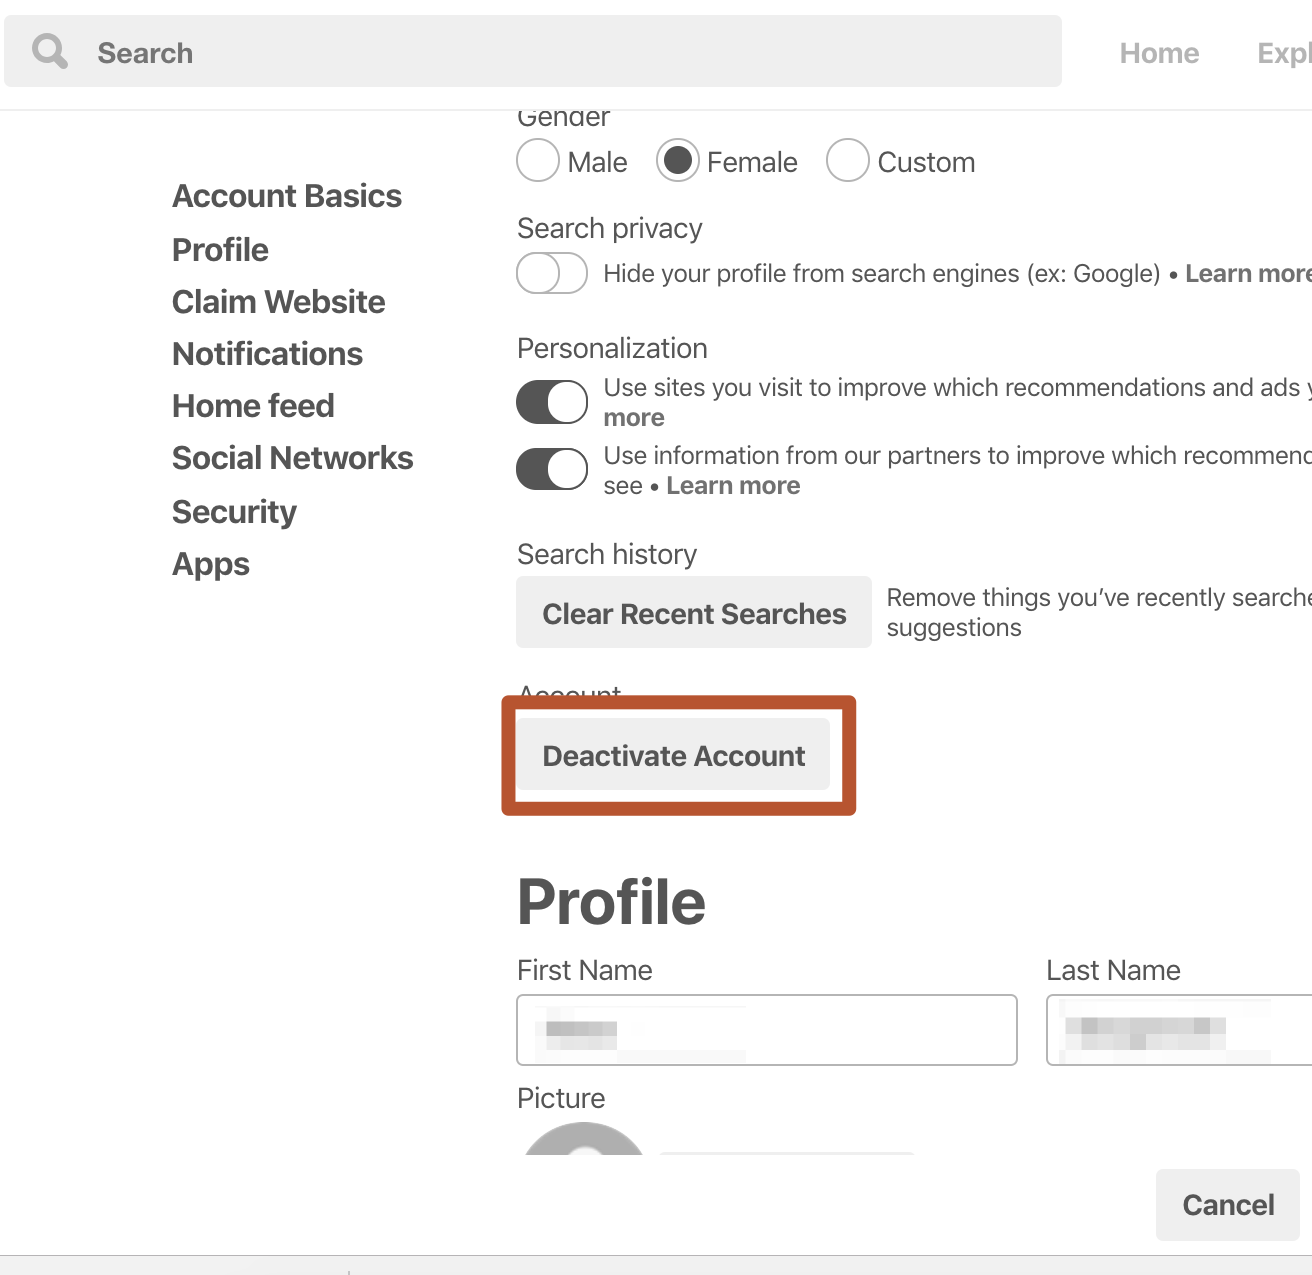 Search
Home
Expl
Gender
Male
Female
Custom
Account Basics
Profile
Claim Website
Notifications
Home feed
Social Networks
Security
Apps
Search privacy
Hide your profile from search engines (ex: Google) • Learn more
Personalization
Use sites you visit to improve which recommendations and ads y
more
Use information from our partners to improve which recommend
see • Learn more
Search history
Clear Recent Searches
Remove things you've recently searche
suggestions
Account
Deactivate Account
Profile
First Name
Last Name
Picture
Cancel